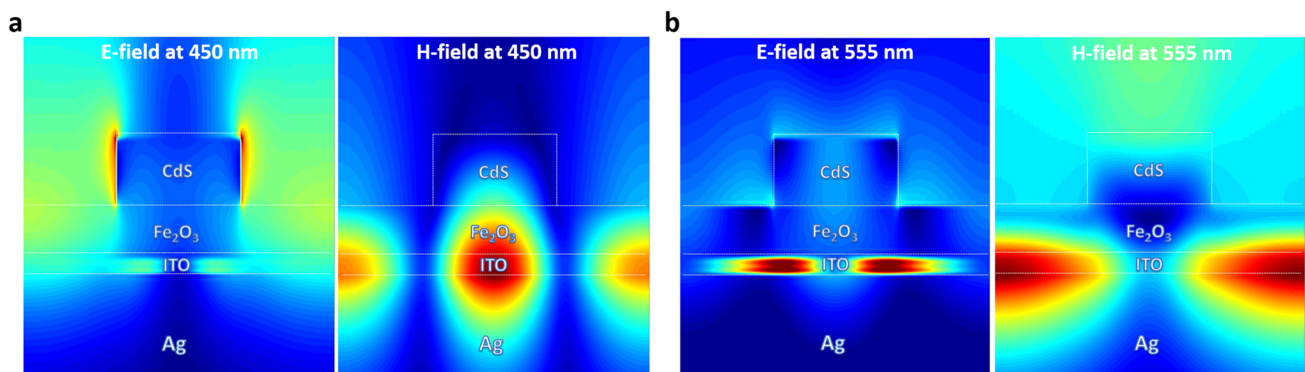 a
E-field at 450 nm
H-field at 450 nm
CdS
Fe₂O₃
ITO
Ag
CdS
Fe₂O₃
ITO
Ag
b
E-field at 555 nm
H-field at 555 nm
CdS
Fe₂O₃
ITO
Ag
CdS
Fe₂O₃
ITO
Ag